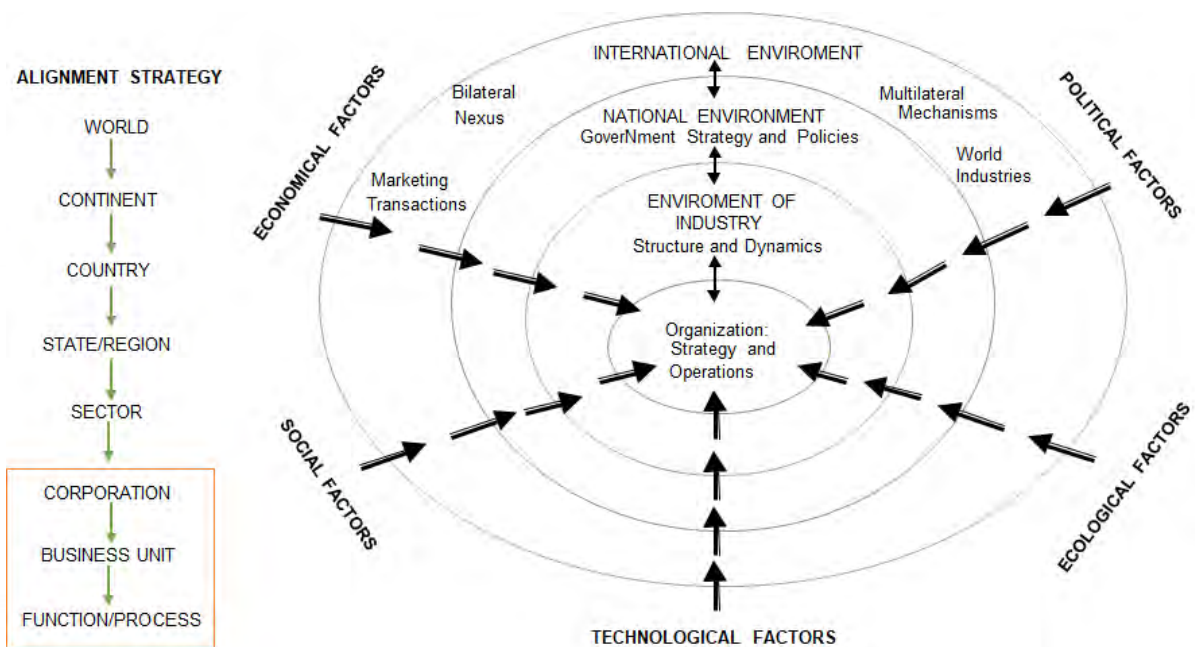 ALIGNMENT STRATEGY
WORLD
CONTINENT
COUNTRY
STATE/REGION
SECTOR
CORPORATION
BUSINESS UNIT
FUNCTION/PROCESS
ECONOMICAL FACTORS
INTERNATIONAL ENVIROMENT
POLITICAL FACTORS
Bilateral
Nexus
Multilateral
Mechanisms
NATIONAL ENVIRONMENT
GoverNment Strategy and Policies
Marketing
Transactions
World
Industries
ENVIROMENT OF
INDUSTRY
Structure and Dynamics
Organization:
Strategy and
Operations
SOCIAL FACTORS
ECOLOGICAL FACTORS
TECHNOLOGICAL FACTORS